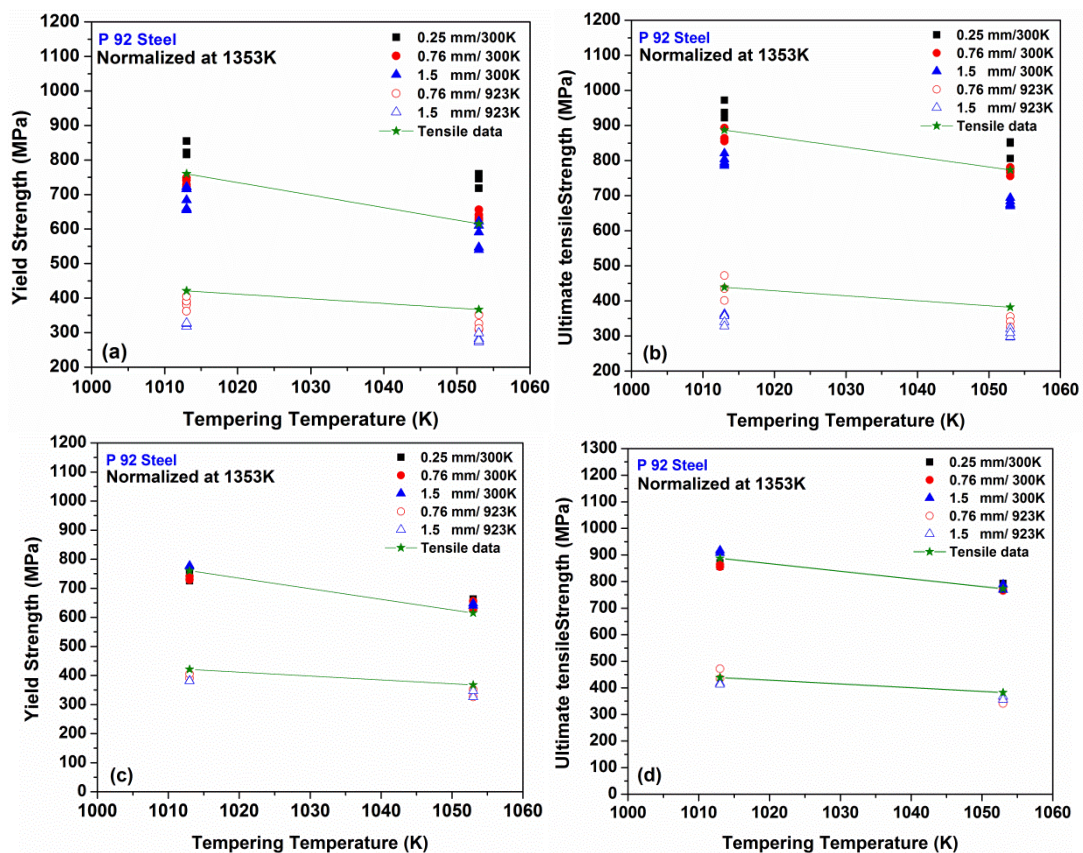 P 92 Steel
Normalized at 1353K
0.25 mm/300K
0.76 mm/ 300K
1.5 mm/ 300K
0.76 mm/ 923K
1.5 mm/ 923K
Tensile data
1200
1100
1000
900
800
700
600
500
400
300
200
Yield Strength (MPa)
(a)
1000 1010 1020 1030 1040 1050 1060
Tempering Temperature (K)
P 92 Steel
Normalized at 1353K
0.25 mm/300K
0.76 mm/ 300K
1.5 mm/ 300K
0.76 mm/ 923K
1.5 mm/ 923K
Tensile data
1200
1100
1000
900
800
700
600
500
400
300
200
Ultimate tensileStrength (MPa)
(b)
1000 1010 1020 1030 1040 1050 1060
Tempering Temperature (K)
P 92 Steel
Normalized at 1353K
0.25 mm/300K
0.76 mm/ 300K
1.5 mm/ 300K
0.76 mm/ 923K
1.5 mm/ 923K
Tensile data
1200
1100
1000
900
800
700
600
500
400
300
200
100
0
Yield Strength (MPa)
(c)
1000 1010 1020 1030 1040 1050 1060
Tempering Temperature (K)
P 92 Steel
Normalized at 1353K
0.25 mm/300K
0.76 mm/ 300K
1.5 mm/ 300K
0.76 mm/ 923K
1.5 mm/ 923K
Tensile data
1300
1200
1100
1000
900
800
700
600
500
400
300
200
100
0
Ultimate tensileStrength (MPa)
(d)
1000 1010 1020 1030 1040 1050 1060
Tempering Temperature (K)